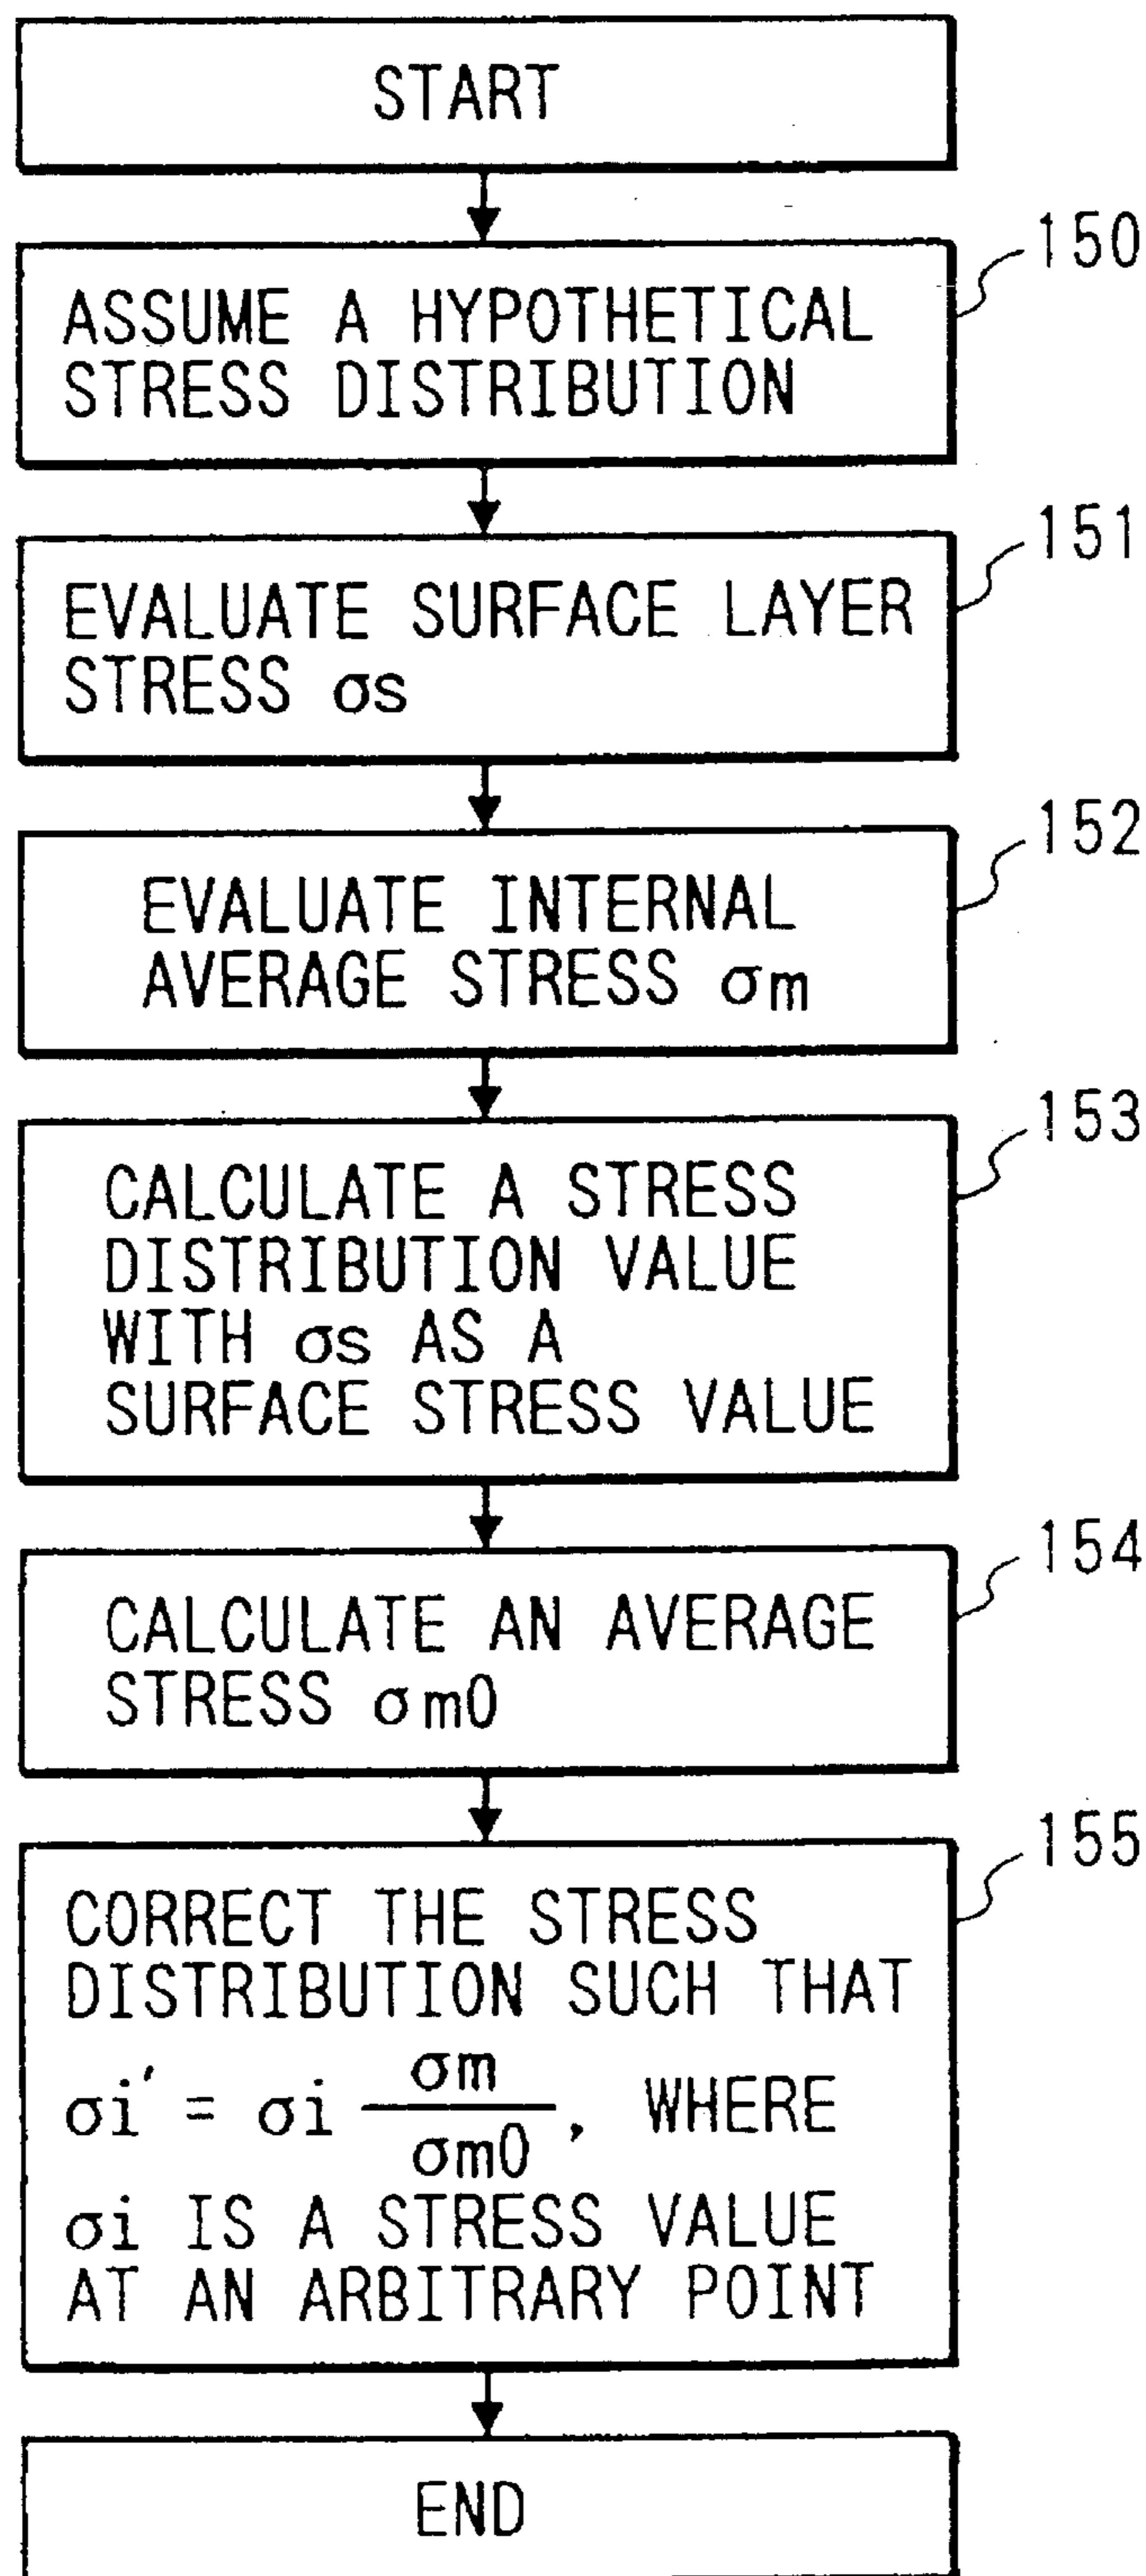 START
150
ASSUME A HYPOTHETICAL
STRESS DISTRIBUTION
151
EVALUATE SURFACE LAYER
STRESS σs
152
EVALUATE INTERNAL
AVERAGE STRESS σm
153
CALCULATE A STRESS
DISTRIBUTION VALUE
WITH σs AS A
SURFACE STRESS VALUE
154
CALCULATE AN AVERAGE
STRESS σm0
155
CORRECT THE STRESS
DISTRIBUTION SUCH THAT
σi' = σi σm/σm0, WHERE
σi IS A STRESS VALUE
AT AN ARBITRARY POINT
END